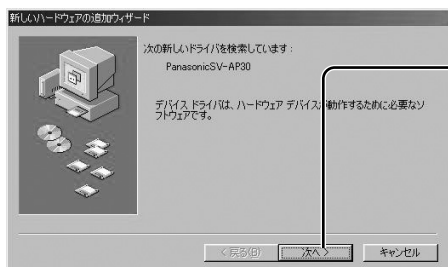 新しいハードウェアの追加ウィザード
次の新しいドライバを検索しています：
PanasonicSV-AP30
デバイス ドライバは、ハードウェア デバイスが動作するために必要なソ
フトウェアです。
< 戻る(B)
次へ >
キャンセル